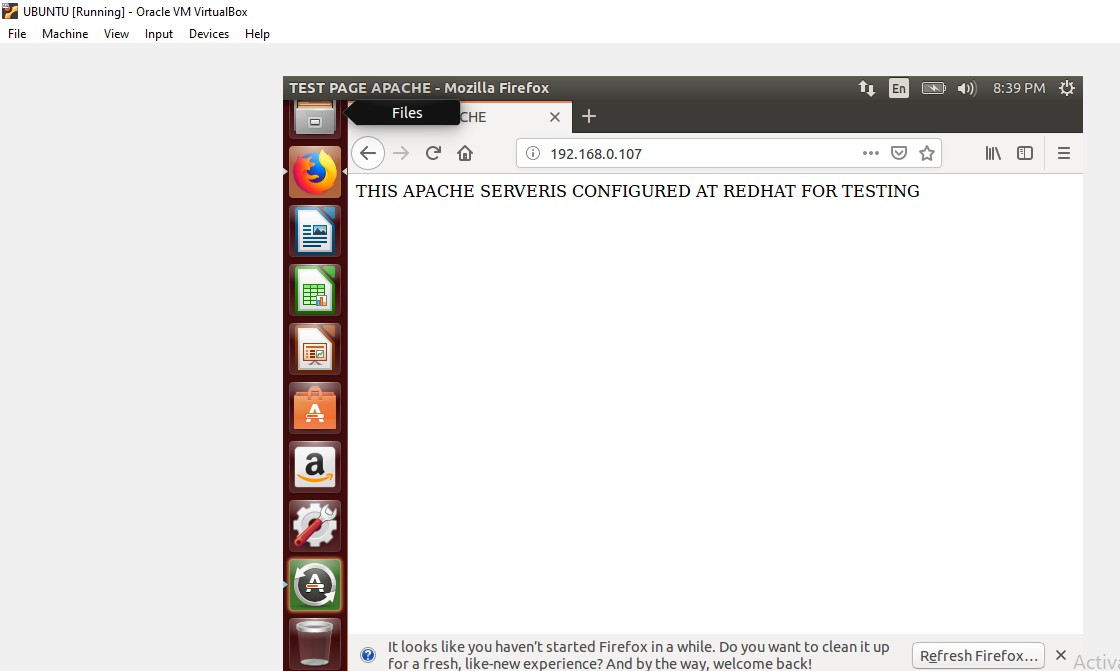 UBUNTU [Running] - Oracle VM VirtualBox
File Machine View Input Devices Help
TEST PAGE APACHE - Mozilla Firefox En 8:39 PM
Files CHE
192.168.0.107
THIS APACHE SERVERIS CONFIGURED AT REDHAT FOR TESTING
It looks like you haven't started Firefox in a while. Do you want to clean it up
for a fresh, like-new experience? And by the way, welcome back!
Refresh Firefox...
Activ